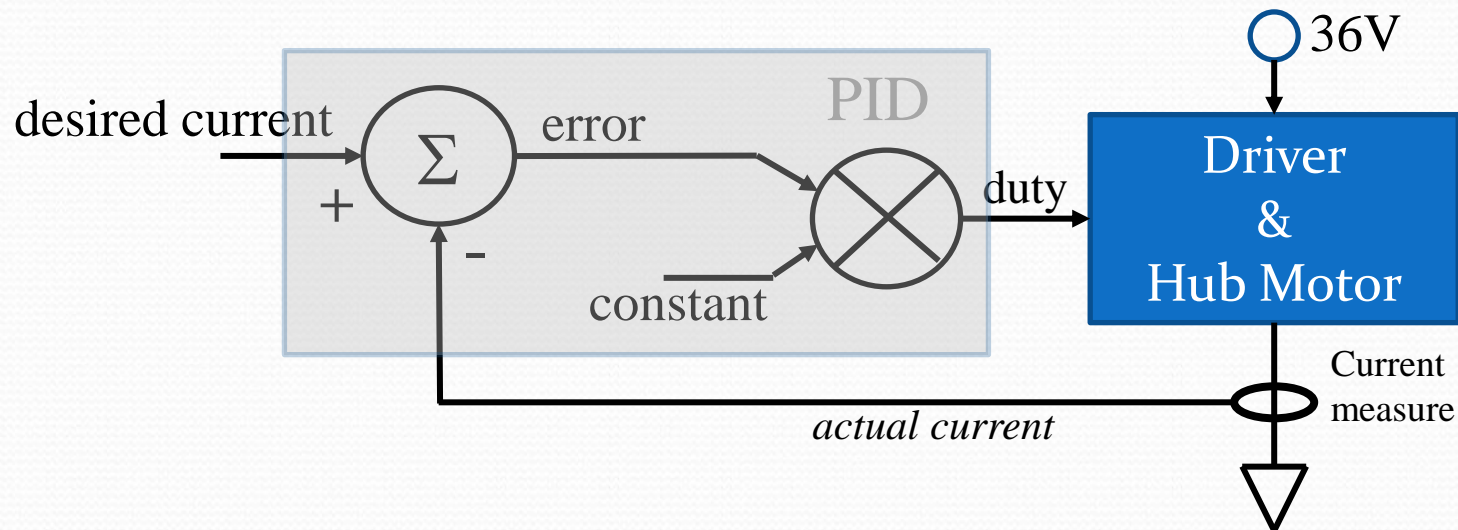 36V
PID
desired current
error
Σ
+
-
constant
duty
Driver
&
Hub Motor
Current
measure
actual current